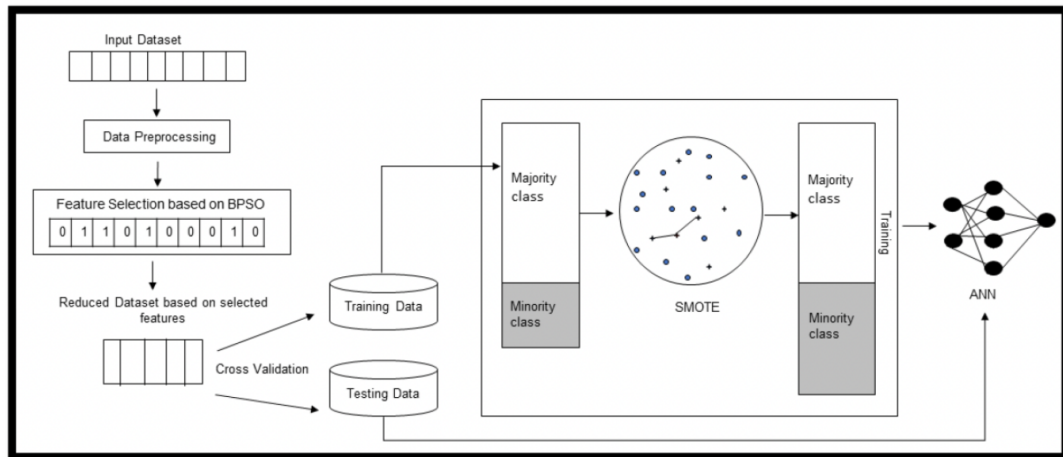 Input Dataset
Data Preprocessing
Feature Selection based on BPSO
0 1 1 0 1 0 0 0 1 0
Reduced Dataset based on selected
features
Cross Validation
Training Data
Testing Data
Majority
class
Minority
class
SMOTE
Majority
class
Minority
class
Training
ANN